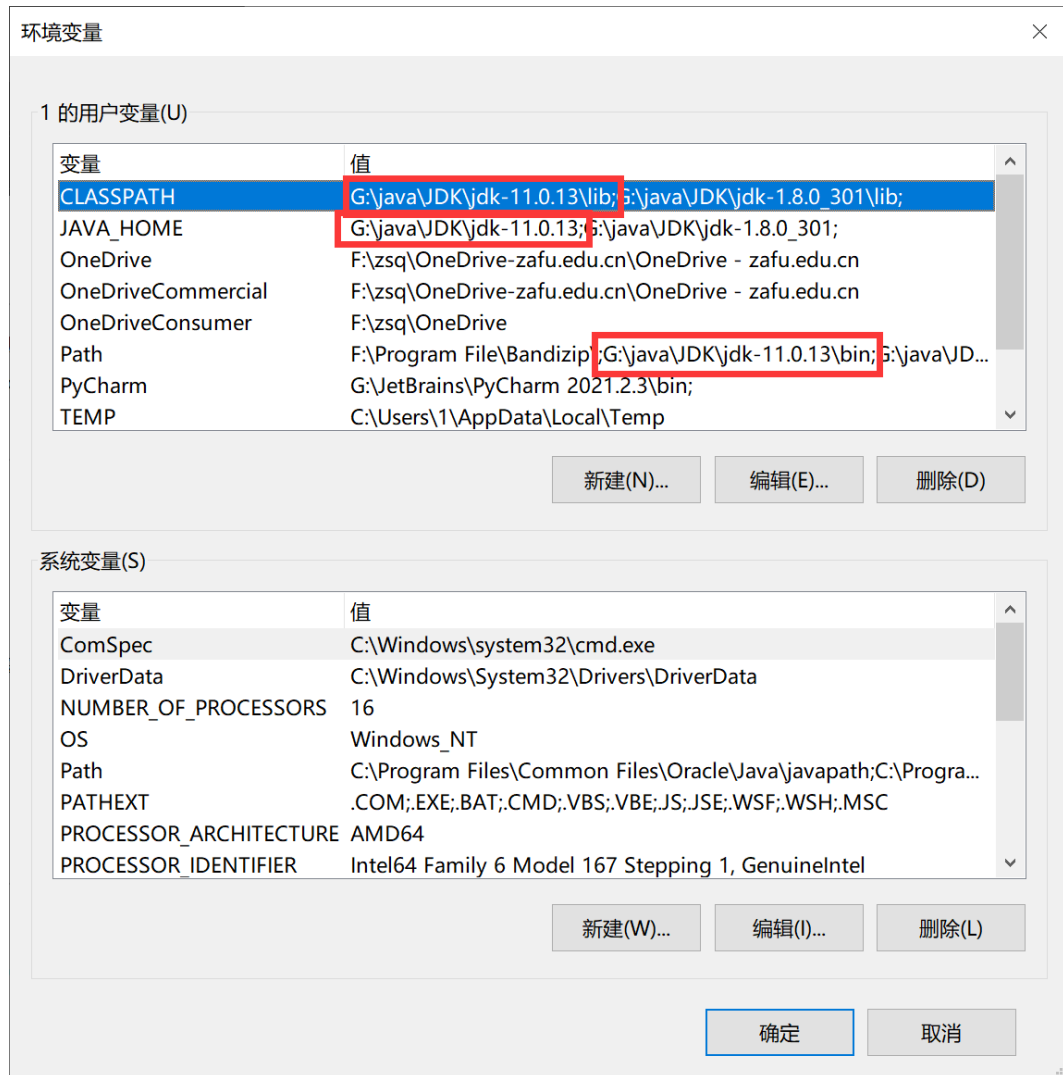 环境变量
1 的用户变量(U)
变量 值
CLASSPATH G:\java\JDK\jdk-11.0.13\lib;G:\java\JDK\jdk-1.8.0_301\lib;
JAVA_HOME G:\java\JDK\jdk-11.0.13;G:\java\JDK\jdk-1.8.0_301;
OneDrive F:\zsq\OneDrive-zafu.edu.cn\OneDrive - zafu.edu.cn
OneDriveCommercial F:\zsq\OneDrive-zafu.edu.cn\OneDrive - zafu.edu.cn
OneDriveConsumer F:\zsq\OneDrive
Path F:\Program File\Bandizip\;G:\java\JDK\jdk-11.0.13\bin;G:\java\JD...
PyCharm G:\JetBrains\PyCharm 2021.2.3\bin;
TEMP C:\Users\1\AppData\Local\Temp
新建(N)... 编辑(E)... 删除(D)
系统变量(S)
变量 值
ComSpec C:\Windows\system32\cmd.exe
DriverData C:\Windows\System32\Drivers\DriverData
NUMBER_OF_PROCESSORS 16
OS Windows_NT
Path C:\Program Files\Common Files\Oracle\Java\javapath;C:\Progra...
PATHEXT .COM;.EXE;.BAT;.CMD;.VBS;.VBE;.JS;.JSE;.WSF;.WSH;.MSC
PROCESSOR_ARCHITECTURE AMD64
PROCESSOR_IDENTIFIER Intel64 Family 6 Model 167 Stepping 1, GenuineIntel
新建(W)... 编辑(I)... 删除(L)
确定 取消